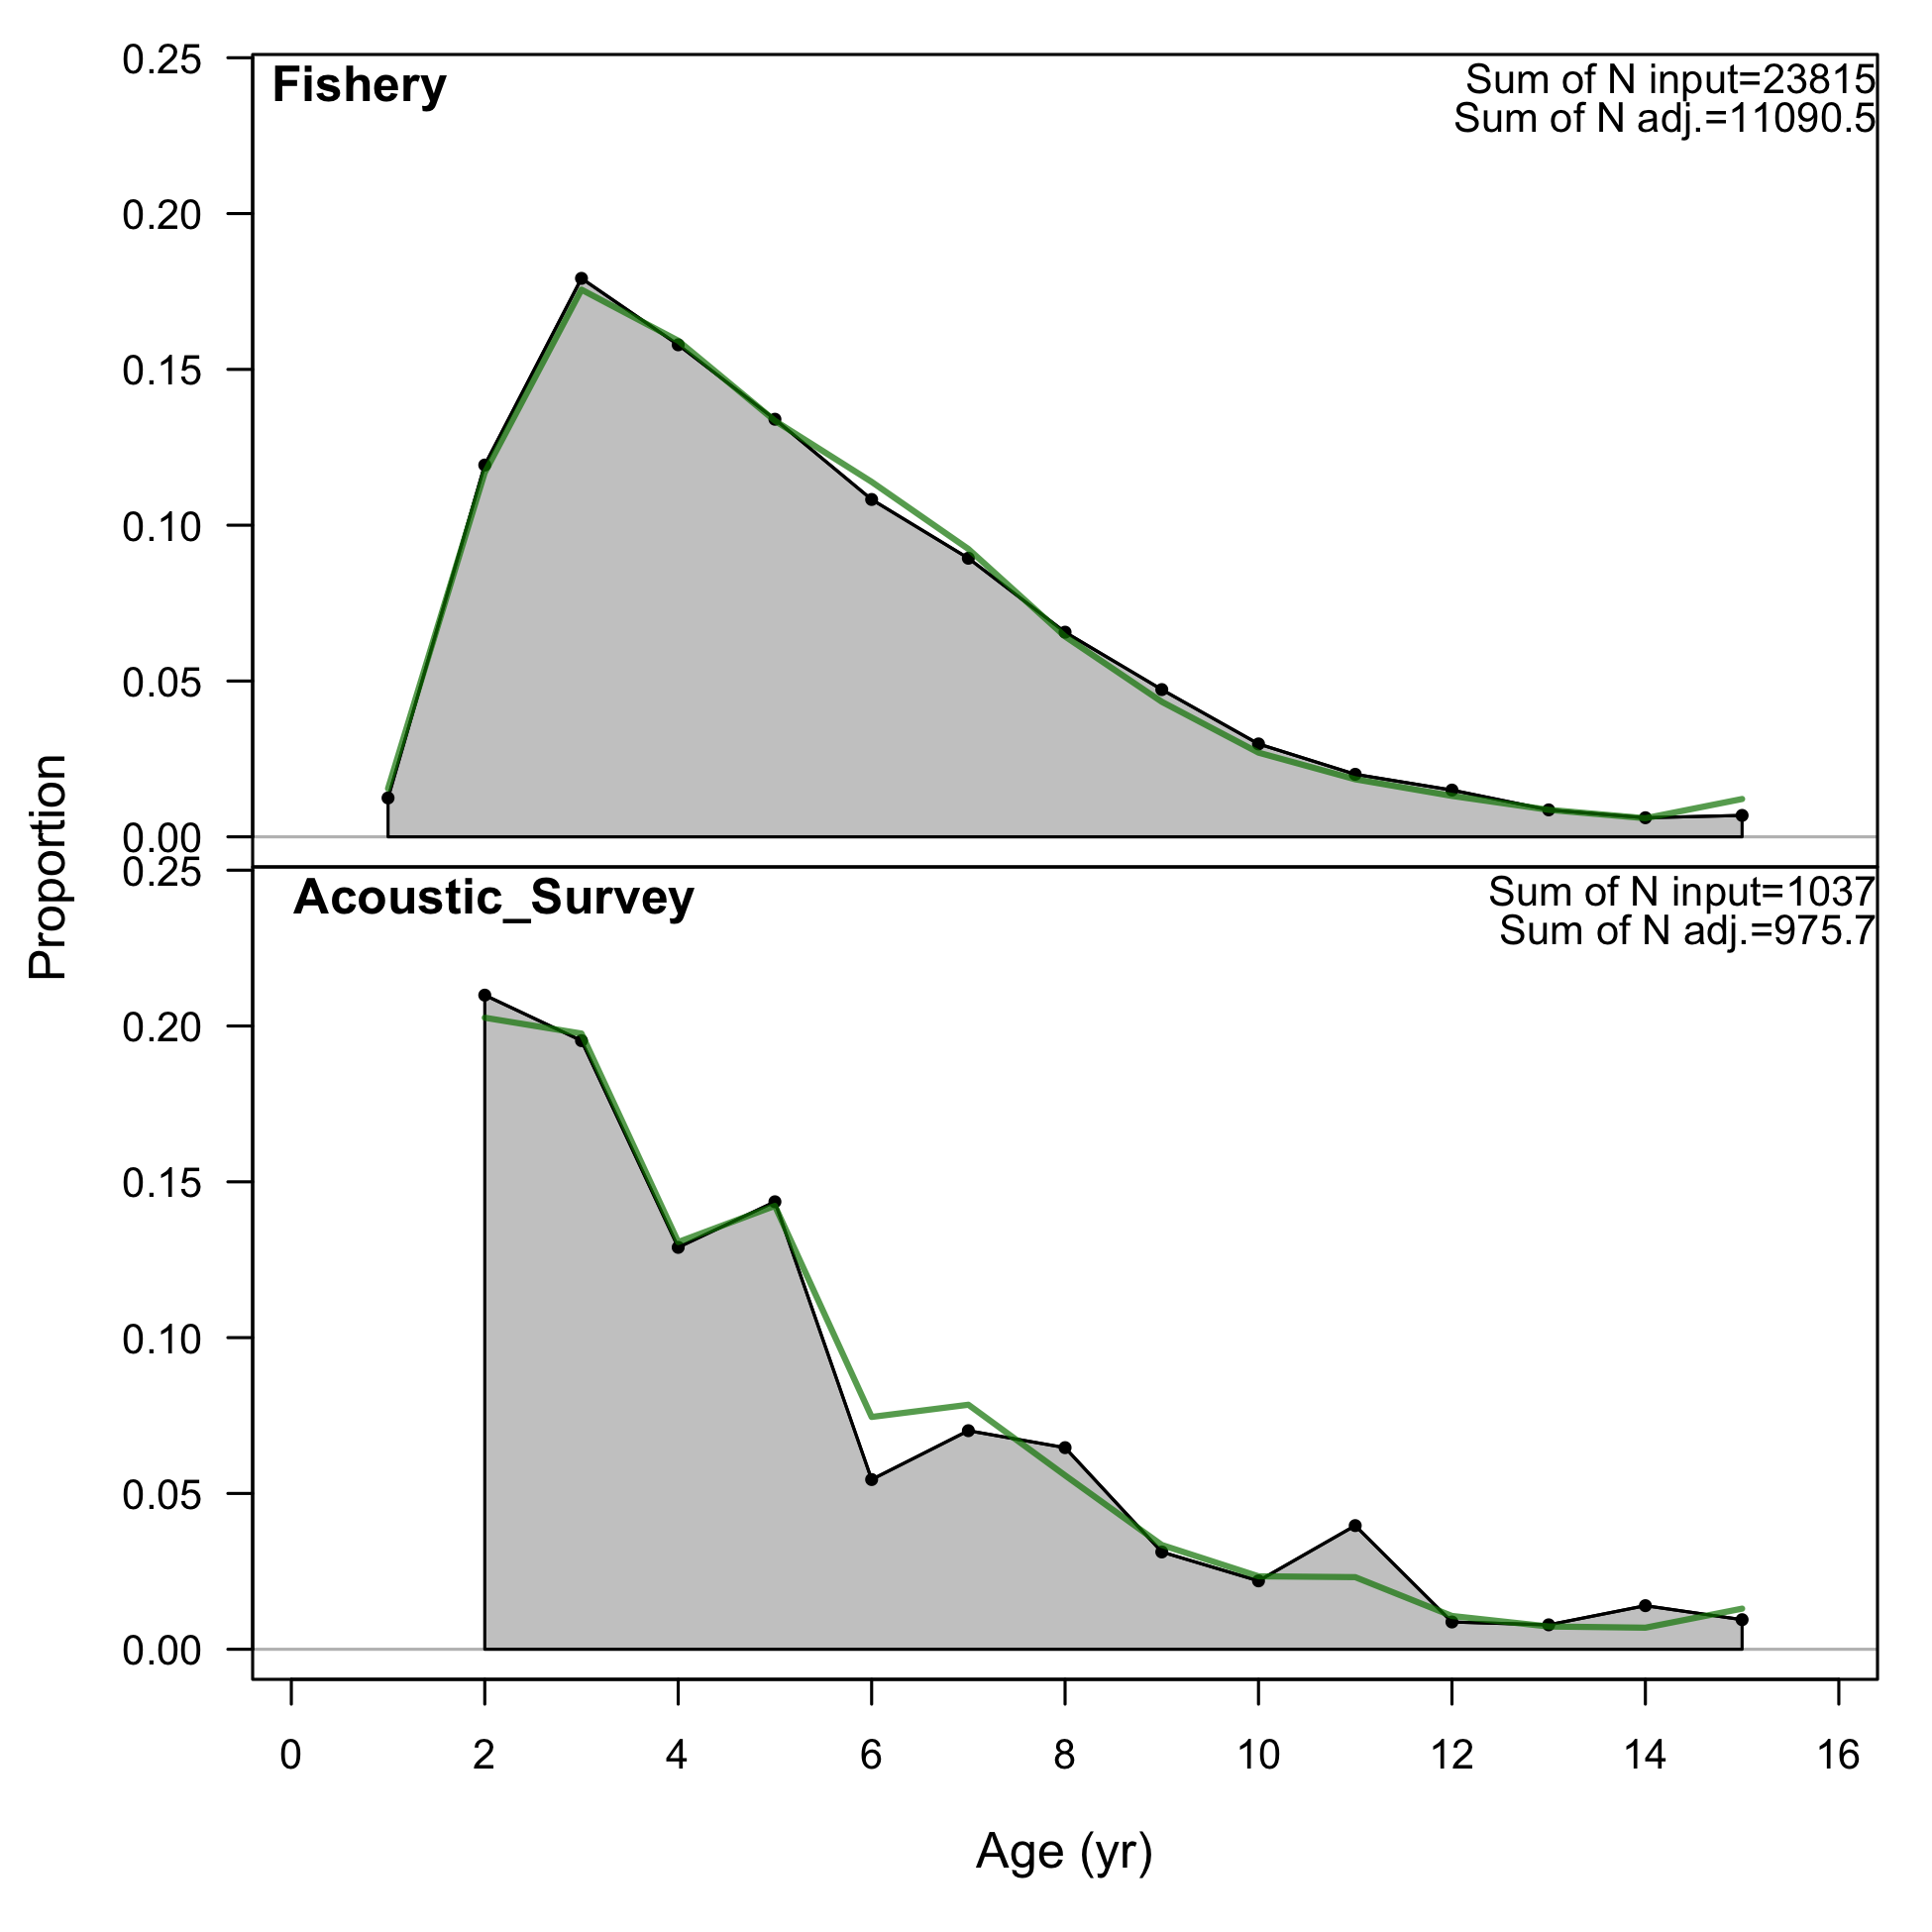 0.25
Fishery
Sum of N input=23815
Sum of N adj.=11090.5
0.20
0.15
0.10
0.05
0.00
Proportion
0.25
Acoustic_Survey
Sum of N input=1037
Sum of N adj.=975.7
0.20
0.15
0.10
0.05
0.00
0 2 4 6 8 10 12 14 16
Age (yr)